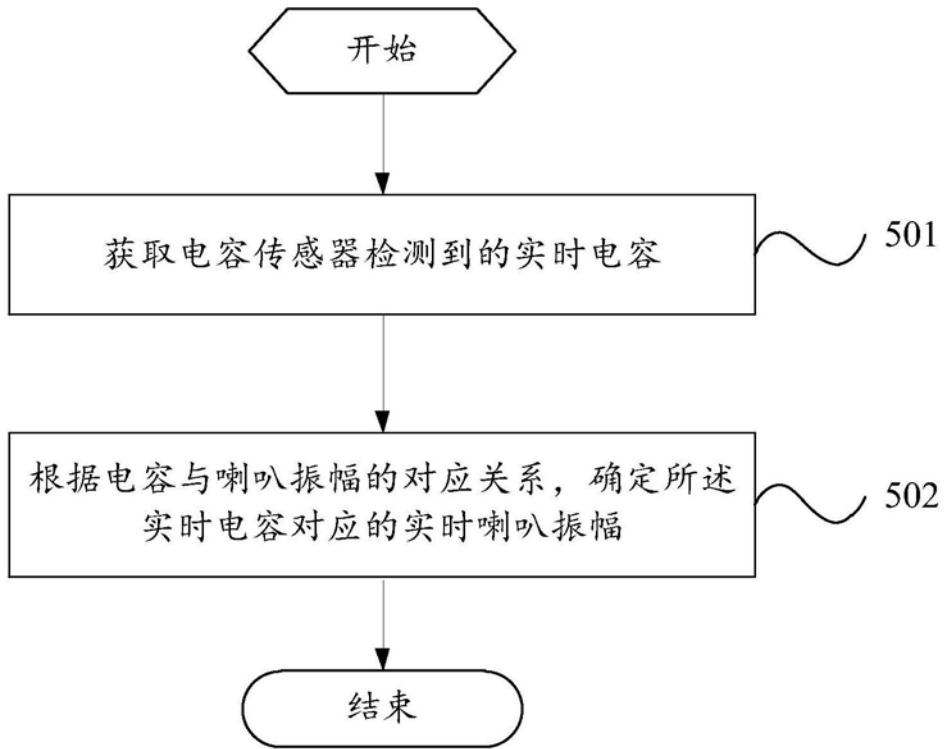 开始
获取电容传感器检测到的实时电容
501
根据电容与喇叭振幅的对应关系，确定所述
实时电容对应的实时喇叭振幅
502
结束